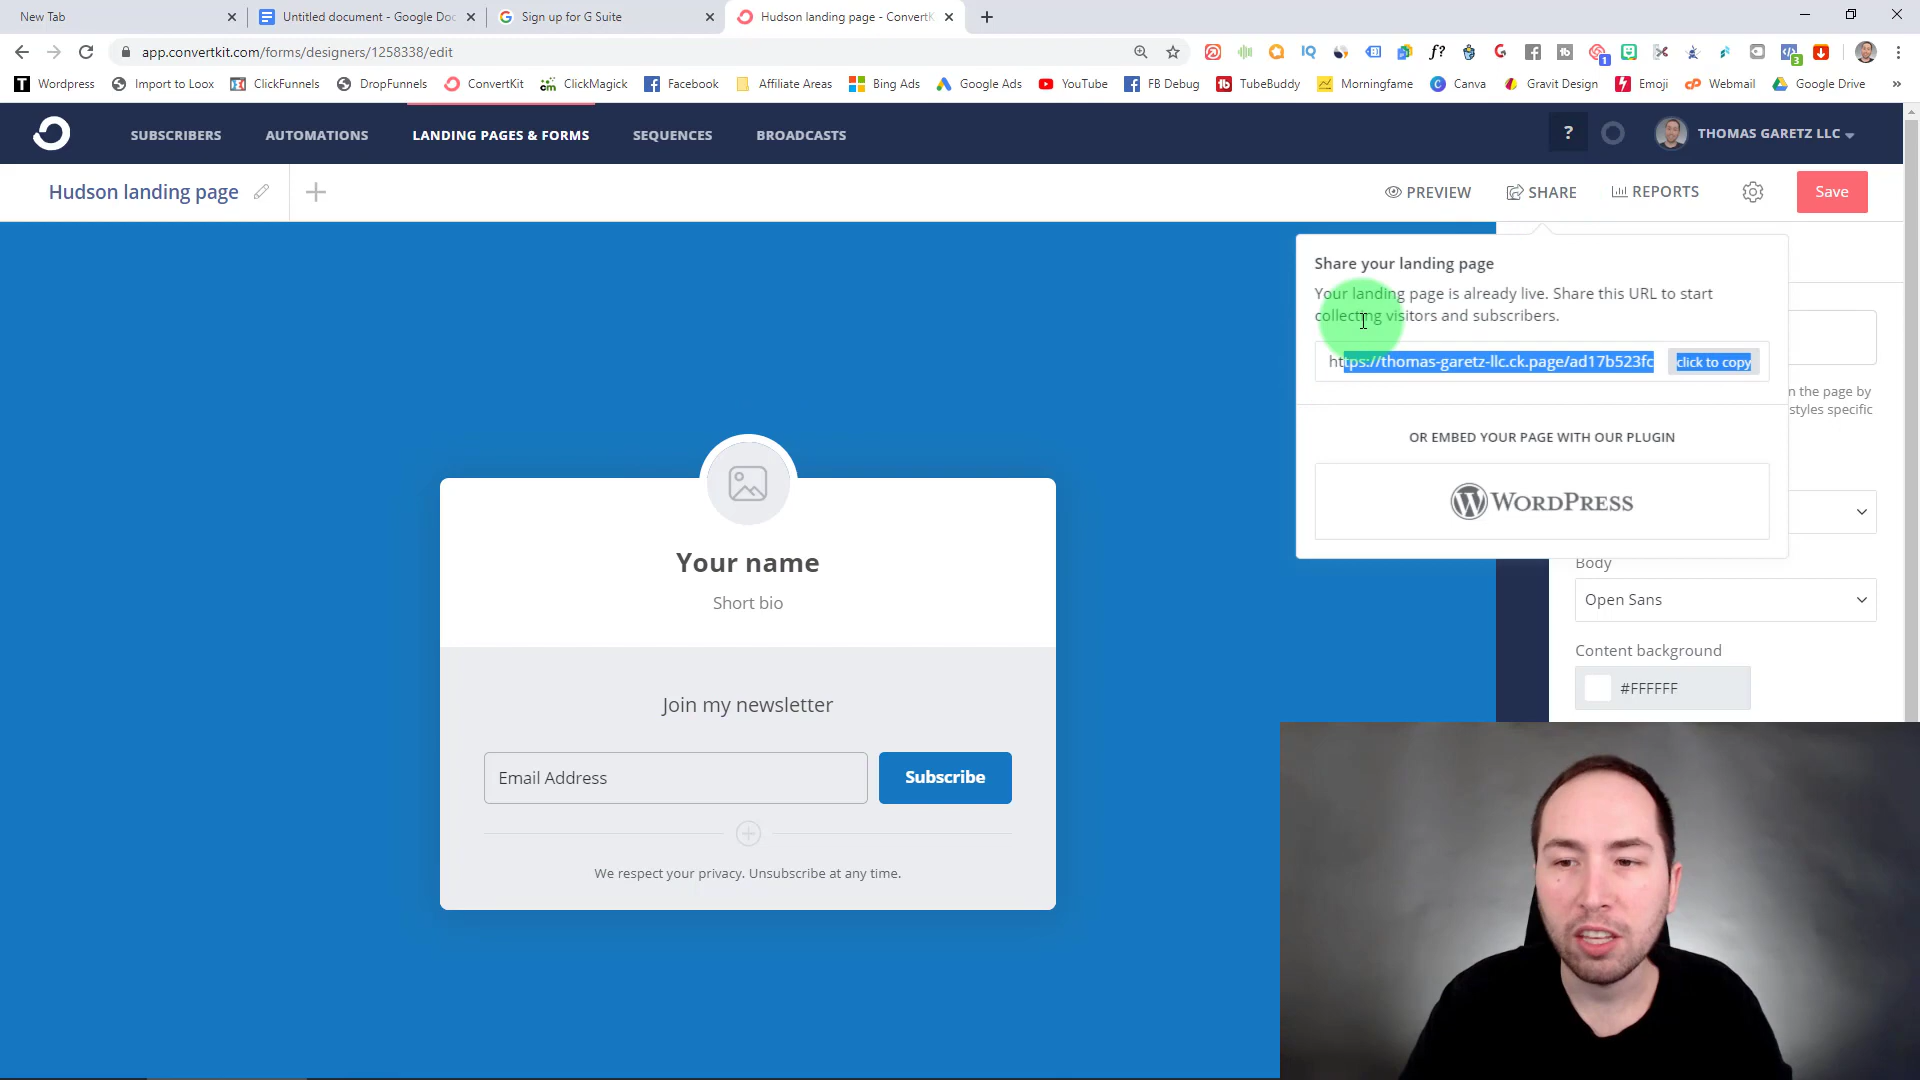 New Tab
Untitled document - Google Doc
Sign up for G Suite
Hudson landing page - ConvertK
app.convertkit.com/forms/designers/1258338/edit
IQ
f?
1
3
Wordpress
Import to Loox
ClickFunnels
DropFunnels
ConvertKit
ClickMagick
Facebook
Affiliate Areas
Bing Ads
Google Ads
YouTube
FB Debug
TubeBuddy
Morningfame
Canva
Gravit Design
Emoji
Webmail
Google Drive
»
SUBSCRIBERS
AUTOMATIONS
LANDING PAGES & FORMS
SEQUENCES
BROADCASTS
?
THOMAS GARETZ LLC
Hudson landing page
PREVIEW
SHARE
REPORTS
Save
Share your landing page
Your landing page is already live. Share this URL to start
collecting visitors and subscribers.
https://thomas-garetz-llc.ck.page/ad17b523fc
click to copy
n the page by
styles specific
OR EMBED YOUR PAGE WITH OUR PLUGIN
WORDPRESS
Your name
Short bio
Body
Open Sans
Content background
#FFFFFF
Join my newsletter
Email Address
Subscribe
We respect your privacy. Unsubscribe at any time.